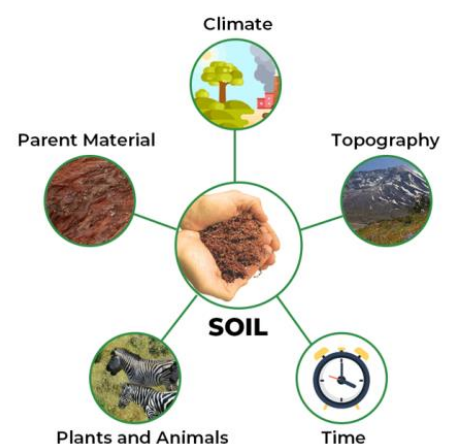 Climate
Parent Material
Topography
SOIL
Plants and Animals
Time